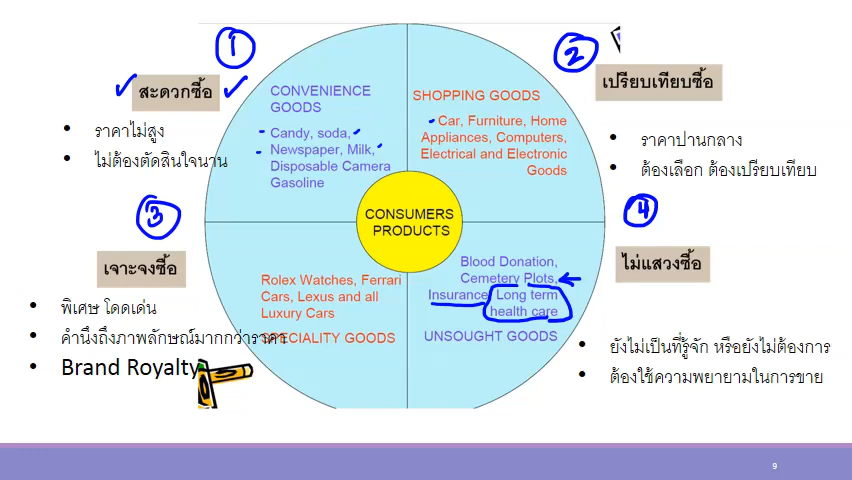 1
สะดวกซื้อ
• ราคาไม่สูง
• ไม่ต้องตัดสินใจนาน
CONVENIENCE
GOODS
Candy, soda,
Newspaper, Milk,
Disposable Camera
Gasoline
2
เปรียบเทียบซื้อ
SHOPPING GOODS
Car, Furniture, Home
Appliances, Computers,
Electrical and Electronic
Goods
• ราคาปานกลาง
• ต้องเลือก ต้องเปรียบเทียบ
CONSUMERS
PRODUCTS
3
เจาะจงซื้อ
• พิเศษ โดดเด่น
• คำนึงถึงภาพลักษณ์มากกว่าราคา
• Brand Royalty
Rolex Watches, Ferrari
Cars, Lexus and all
Luxury Cars
SPECIALITY GOODS
4
ไม่แสวงซื้อ
Blood Donation,
Cemetery Plots,
Insurance, Long term
health care
UNSOUGHT GOODS
• ยังไม่เป็นที่รู้จัก หรือยังไม่ต้องการ
• ต้องใช้ความพยายามในการขาย
9